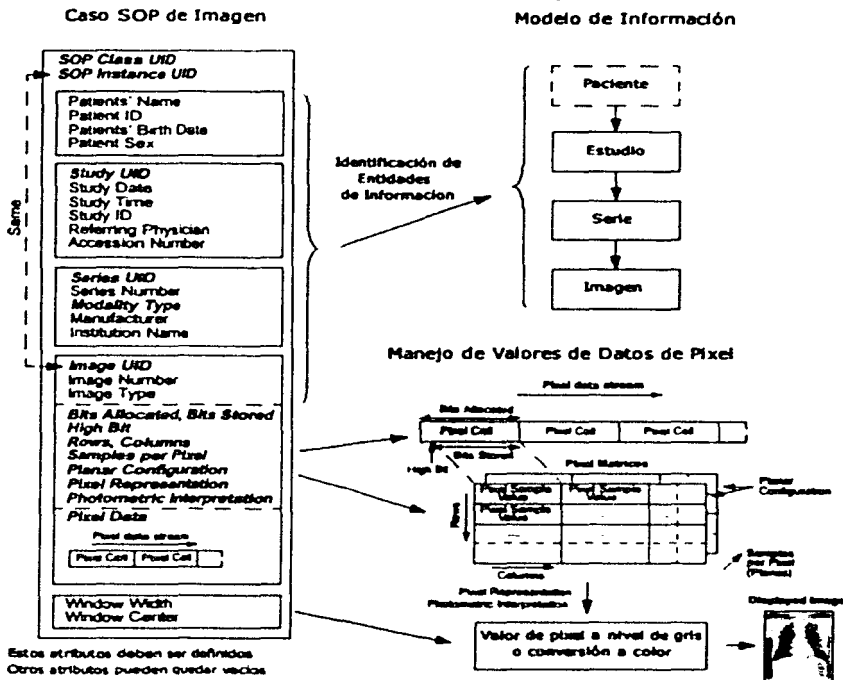 Caso SOP de Imagen
SOP Class UID
SOP Instance UID
Patients' Name
Patient ID
Patients' Birth Date
Patient Sex
Study UID
Study Date
Study Time
Study ID
Referring Physician
Accession Number
Series UID
Series Number
Modality Type
Manufacturer
Institution Name
Image UID
Image Number
Image Type
Bits Allocated, Bits Stored
High Bit
Rows, Columns
Samples per Pixel
Planar Configuration
Pixel Representation
Photometric Interpretation
Pixel Data
Pixel data stream
Pixel Cell
Pixel Cell
Window Width
Window Center
Same
Estos atributos deben ser definidos
Otros atributos pueden quedar vacíos
Identificación de
Entidades
de Informacion
Modelo de Información
Paciente
Estudio
Serie
Imagen
Manejo de Valores de Datos de Pixel
Pixel data stream
Bits Allocated
Pixel Cell
Pixel Cell
Pixel Cell
Bits Stored
High Bit
Pixel Matrices
Planar
Configuration
Pixel Sample
Value
Pixel Sample
Value
Pixel Sample
Value
Rows
Columns
Samples
per Pixel
(Planes)
Pixel Representation
Photometric Interpretation
Valor de pixel a nivel de gris
o conversión a color
Displayed Image